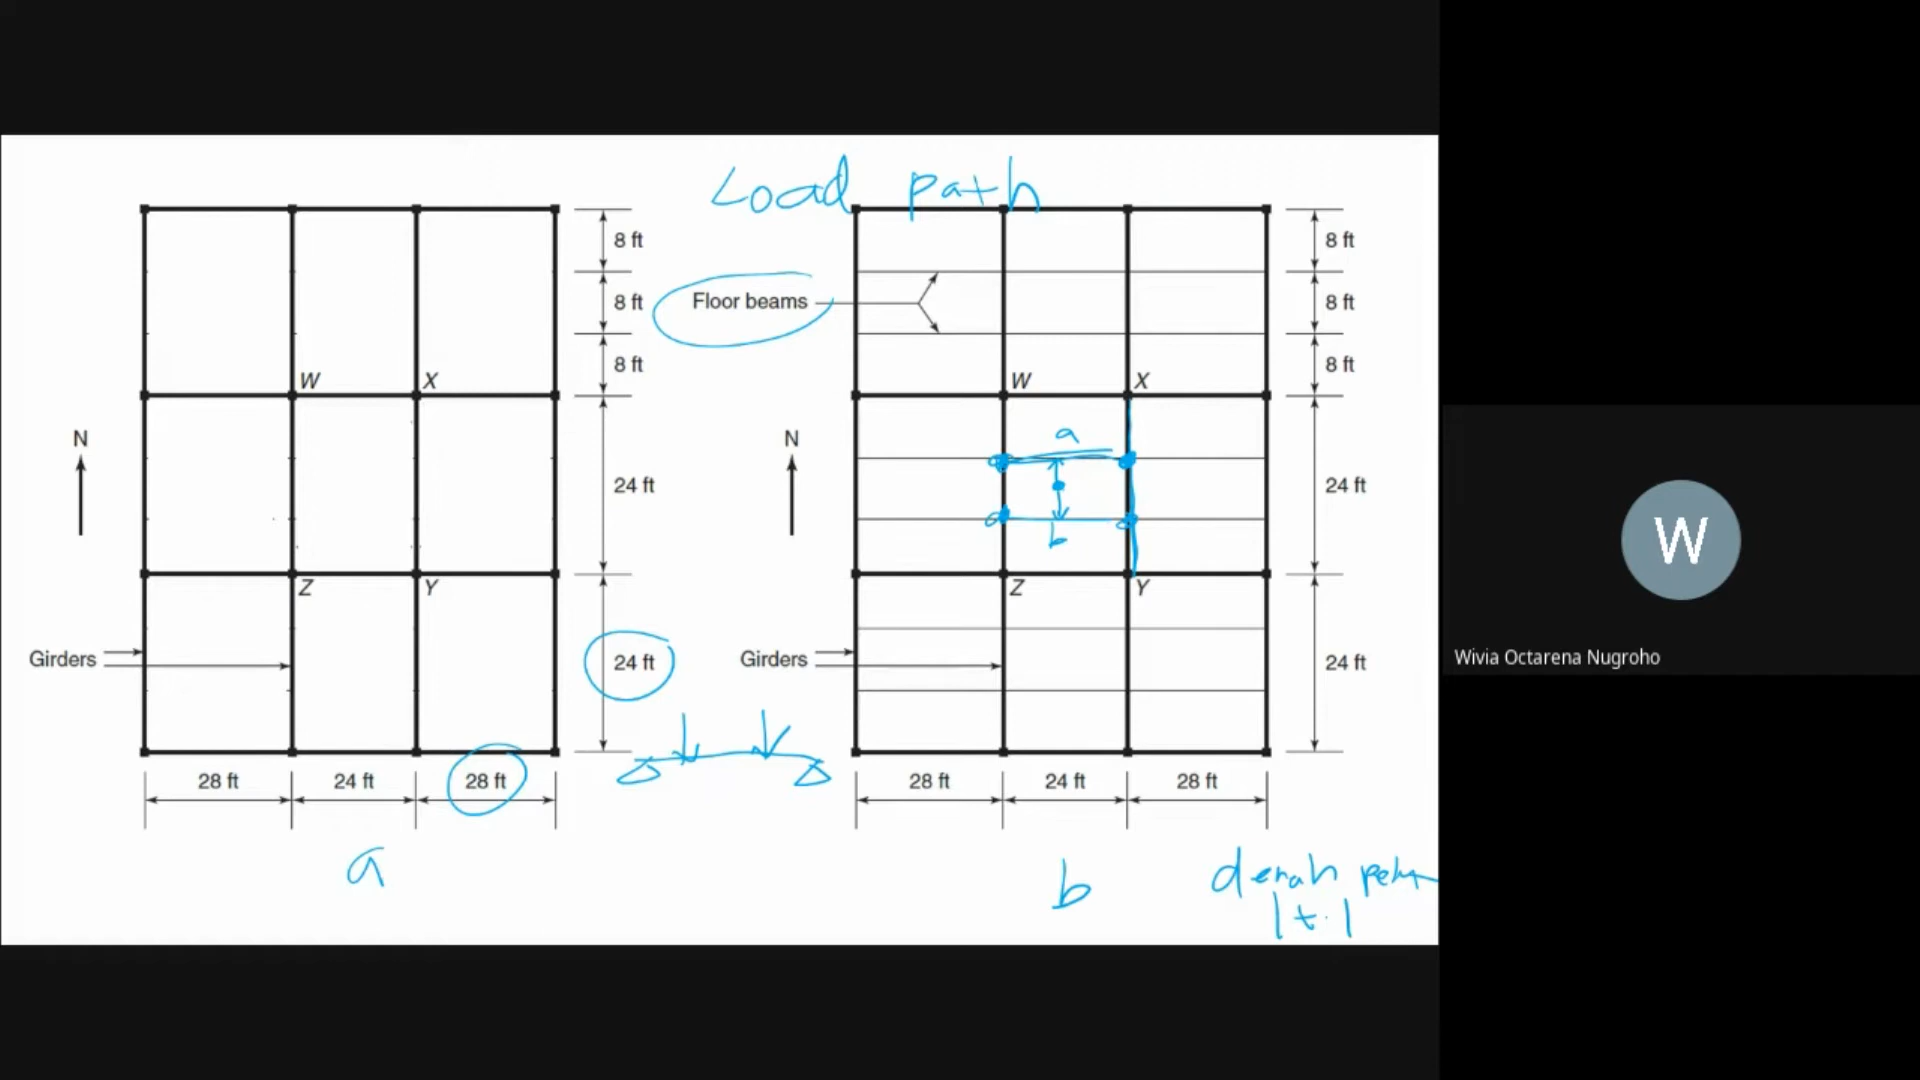 Load path
8 ft
8 ft
Floor beams
8 ft
8 ft
8 ft
8 ft
W
X
W
X
a
N
N
24 ft
24 ft
b
Z
Y
Z
Y
Girders
24 ft
Girders
24 ft
28 ft
24 ft
28 ft
28 ft
24 ft
28 ft
a
b
denah
lt. 1
W
Wivia Octarena Nugroho